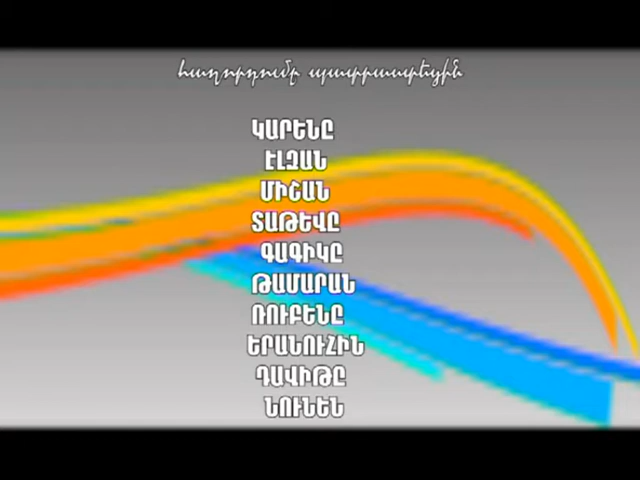 հաղորդումը պատրաստեցին
ԿԱՐԵՆԸ
ԷԼԶԱՆ
ՄԻՇԱՆ
ՏԱԹԵՎԸ
ԳԱԳԻԿԸ
ԹԱՄԱՐԱՆ
ՌՈՒԲԵՆԸ
ԵՐԱՆՈՒՀԻՆ
ԴԱՎԻԹԸ
ՆՈՒՆԵՆ